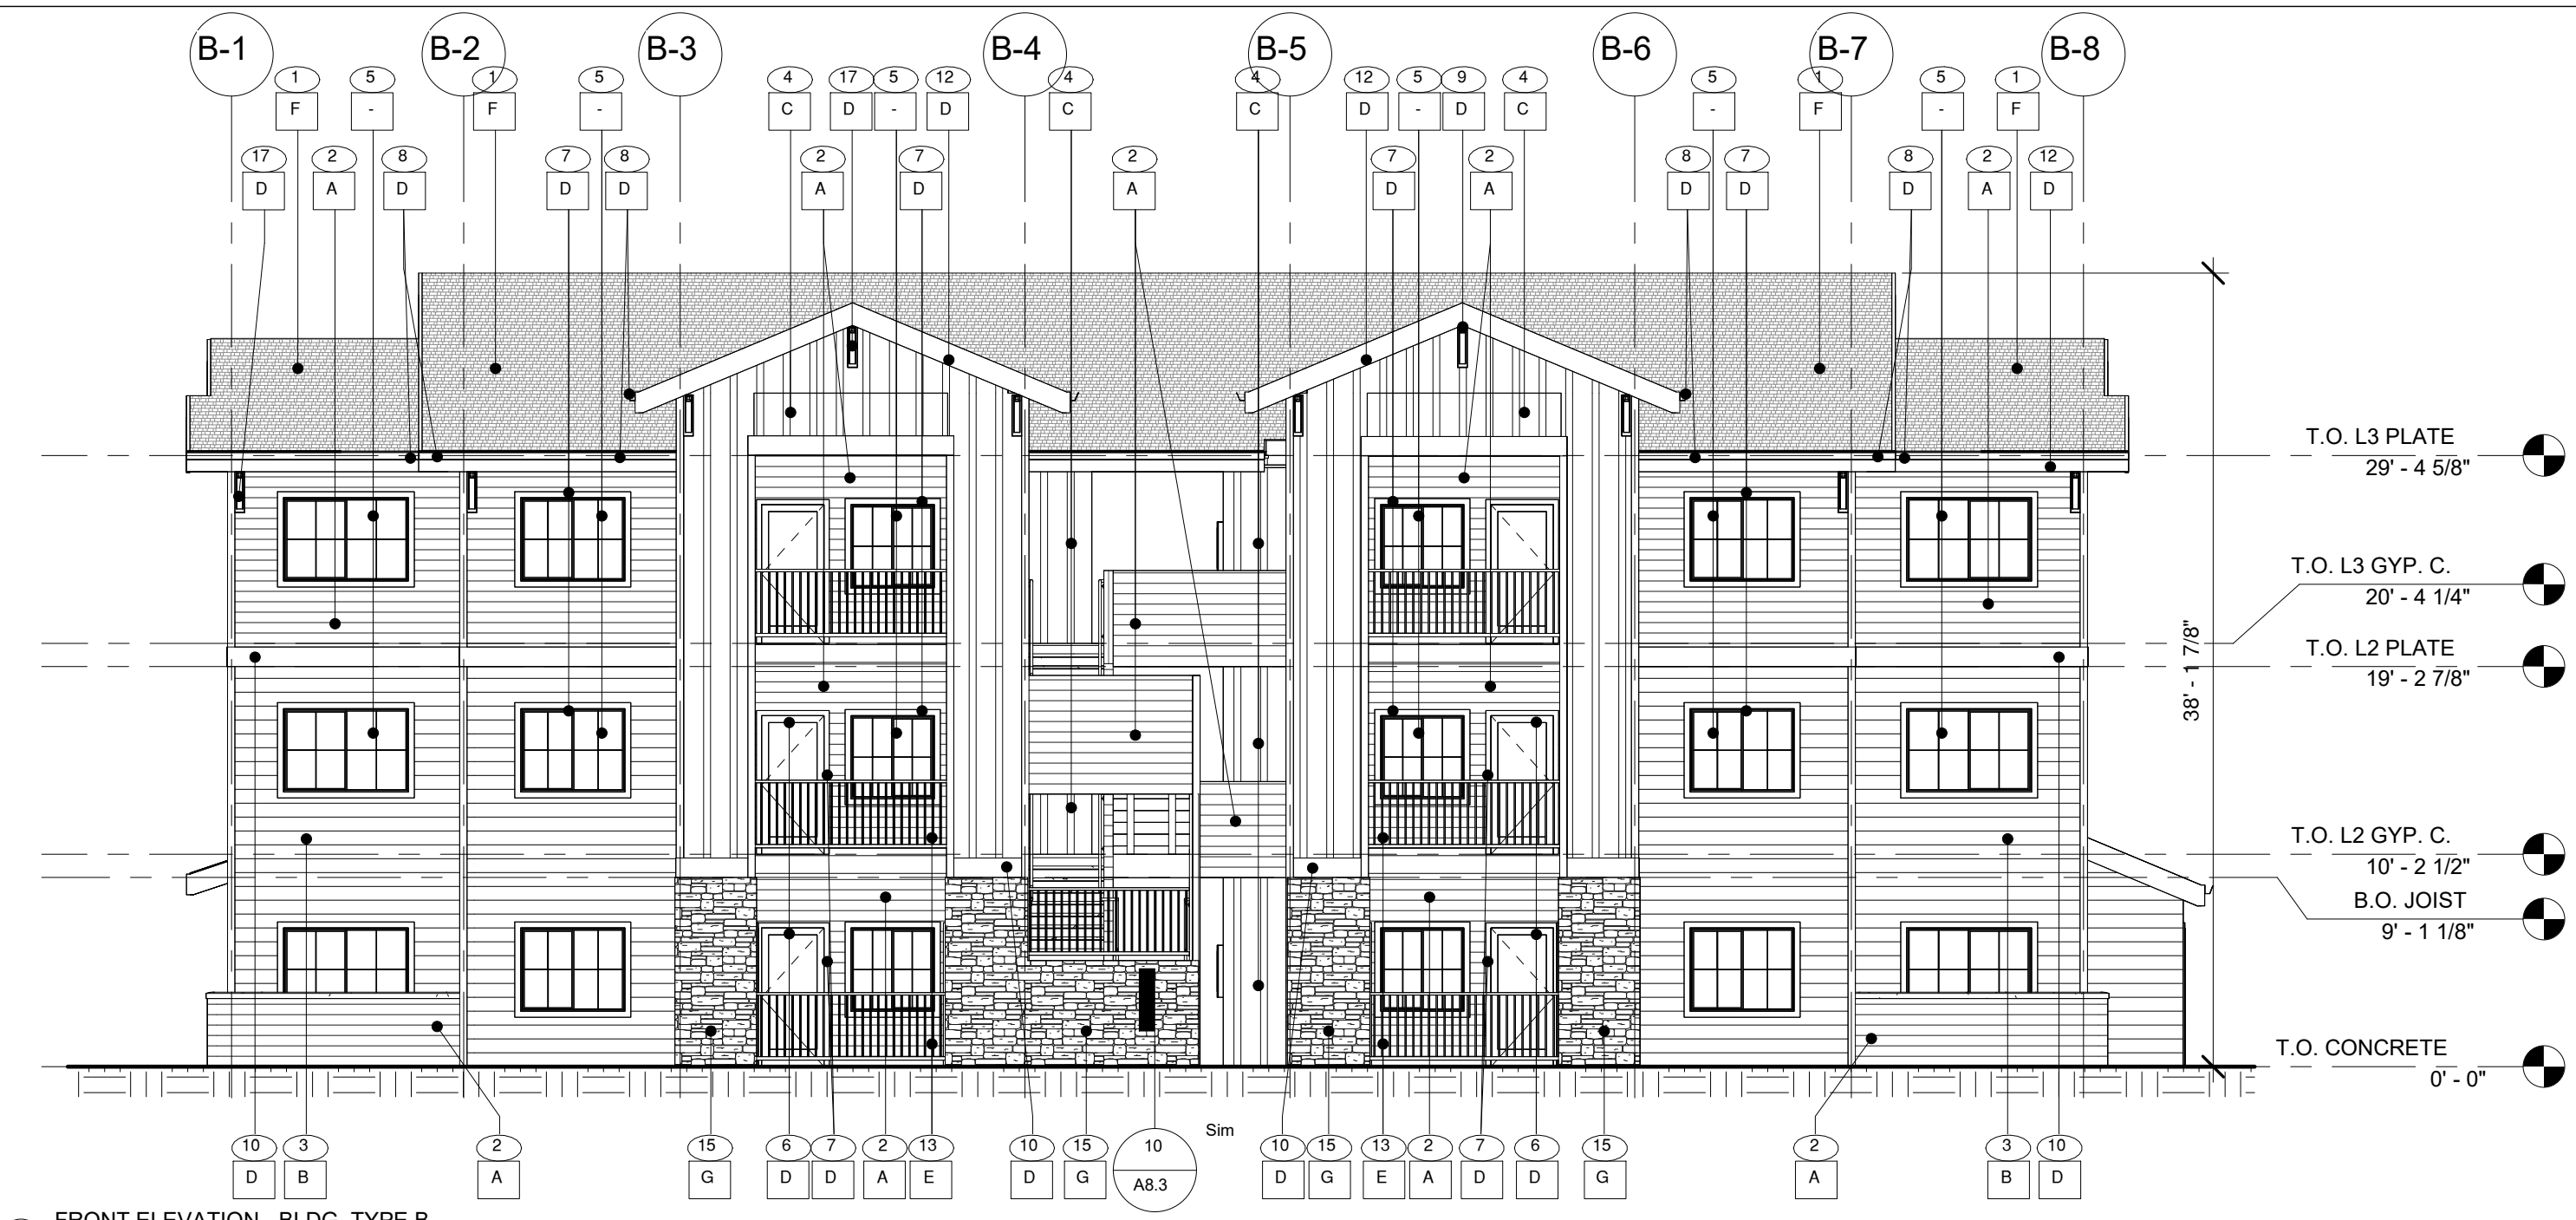 B-1 B-2 B-3 B-4 B-5 B-6 B-7 B-8
1 5 1 5 4 17 5 12 4 4 12 5 9 4 5 1 5 1
F - F - C D - D C C D - D C - F - F
17 2 8 7 8 2 7 2 7 2 8 7 8 2 12
D A D D D A D A D A D D D A D
T.O. L3 PLATE
29' - 4 5/8"
T.O. L3 GYP. C.
20' - 4 1/4"
38' - 1 7/8"
T.O. L2 PLATE
19' - 2 7/8"
T.O. L2 GYP. C.
10' - 2 1/2"
B.O. JOIST
9' - 1 1/8"
T.O. CONCRETE
0' - 0"
Sim
10 3 2 15 6 7 2 13 10 15 10 10 15 13 2 7 6 15 2 3 10
D B A G D D A E D G A8.3 D G E A D D G A B D
FRONT ELEVATION - BLDG. TYPE B